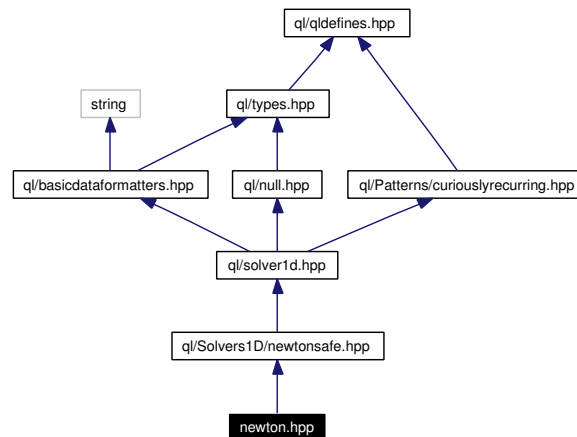 ql/qldefines.hpp
string
ql/types.hpp
ql/basicdataformatters.hpp
ql/null.hpp
ql/Patterns/curiouslyrecurring.hpp
ql/solver1d.hpp
ql/Solvers1D/newtonsafe.hpp
newton.hpp